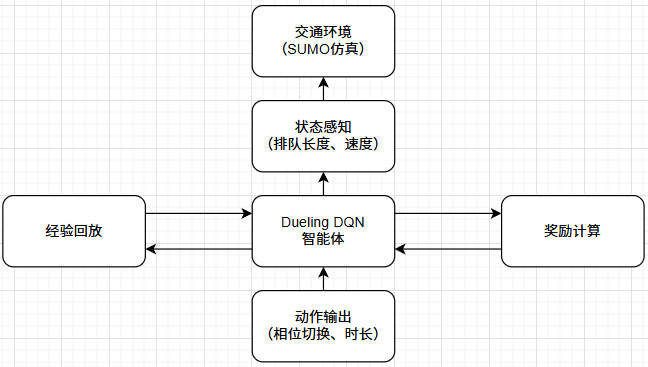 交通环境
（SUMO仿真）
状态感知
（排队长度、速度）
经验回放
Dueling DQN
智能体
奖励计算
动作输出
（相位切换、时长）